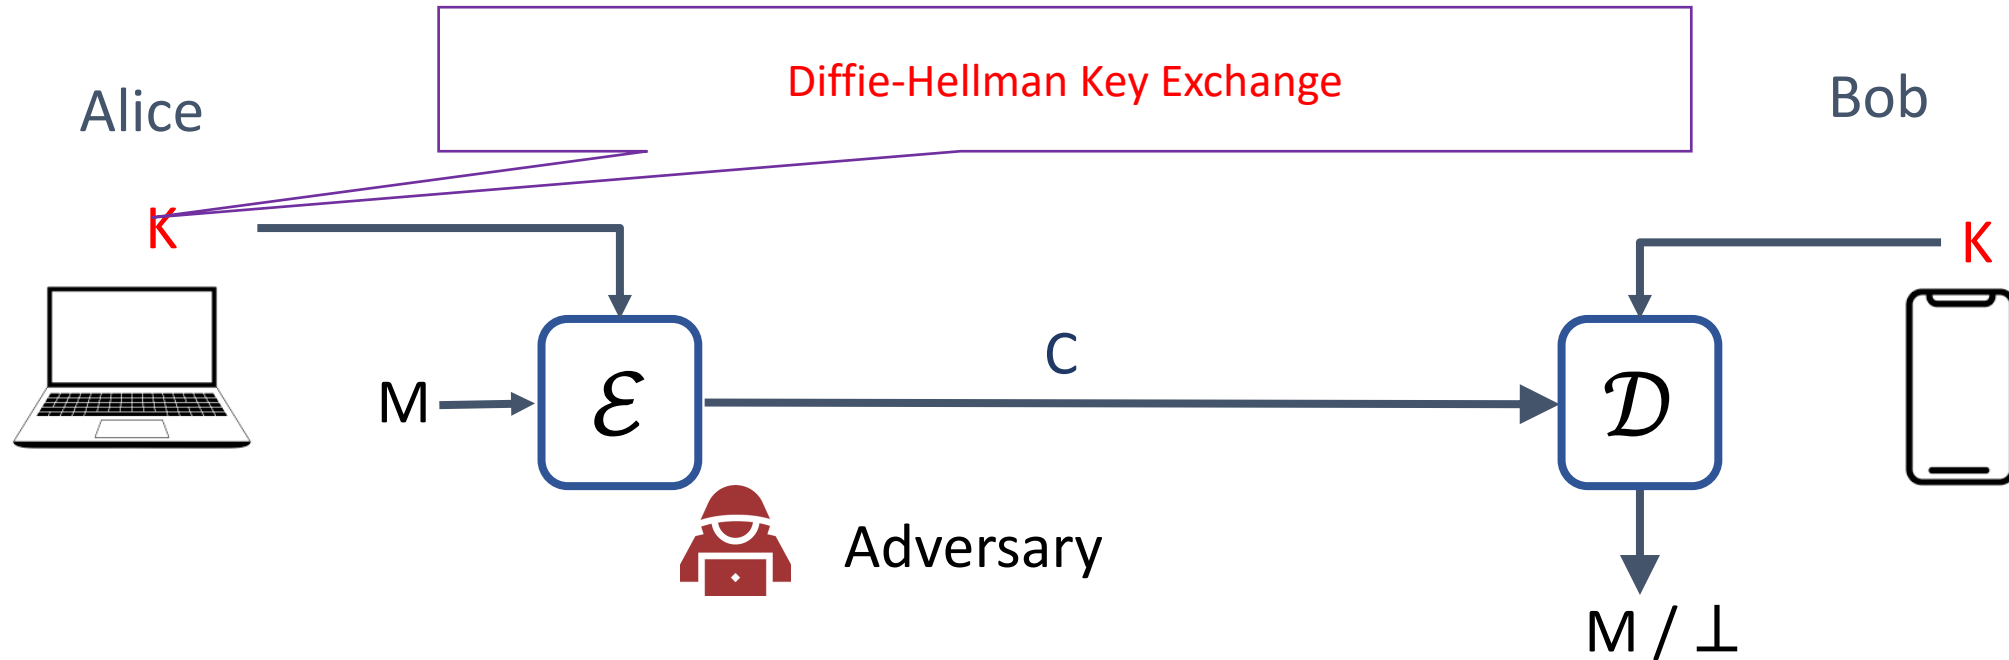 Diffie-Hellman Key Exchange
Alice
Bob
K
K
C
M
ℰ
𝒟
Adversary
M / ⊥